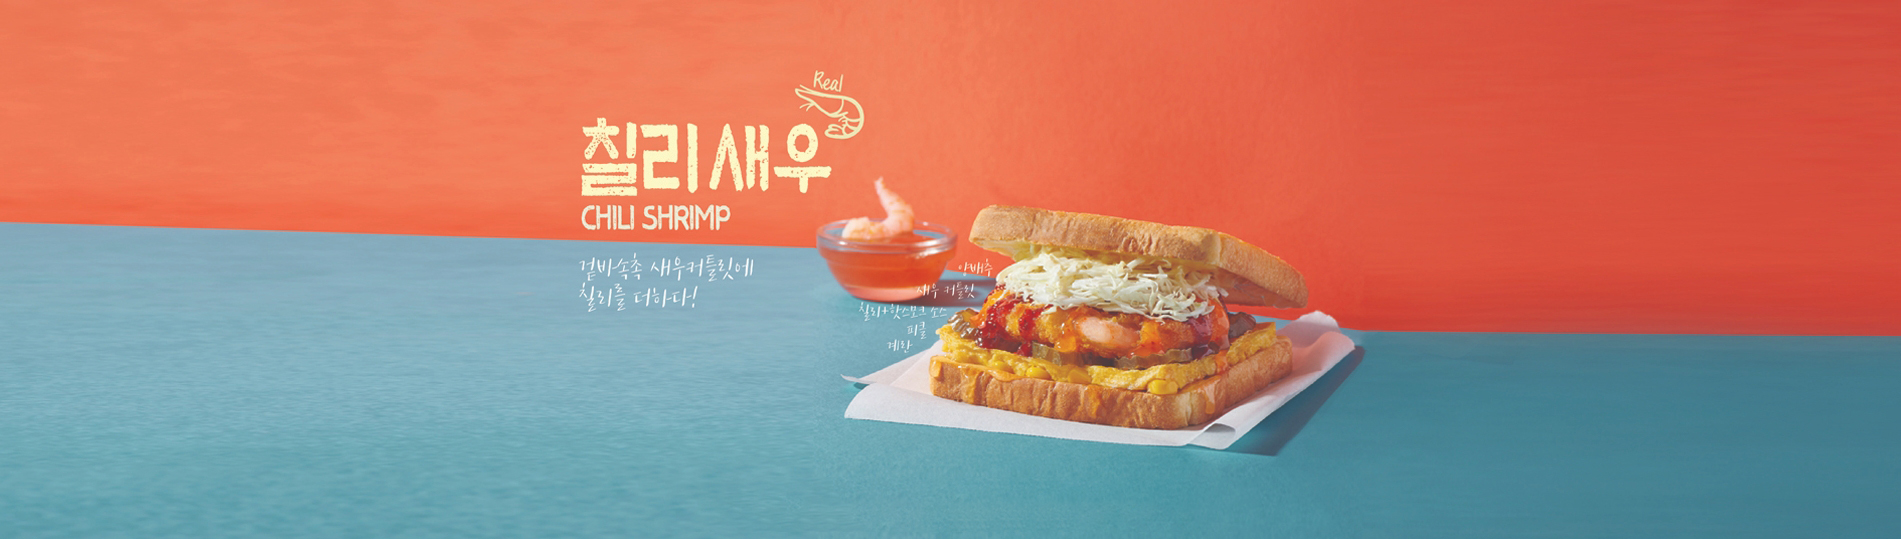 Real
칠리새우
CHILI SHRIMP
겉바속촉 새우커틀릿에
칠리를 더하다!
양배추
새우 커틀릿
칠리+핫스모크 소스
피클
계란